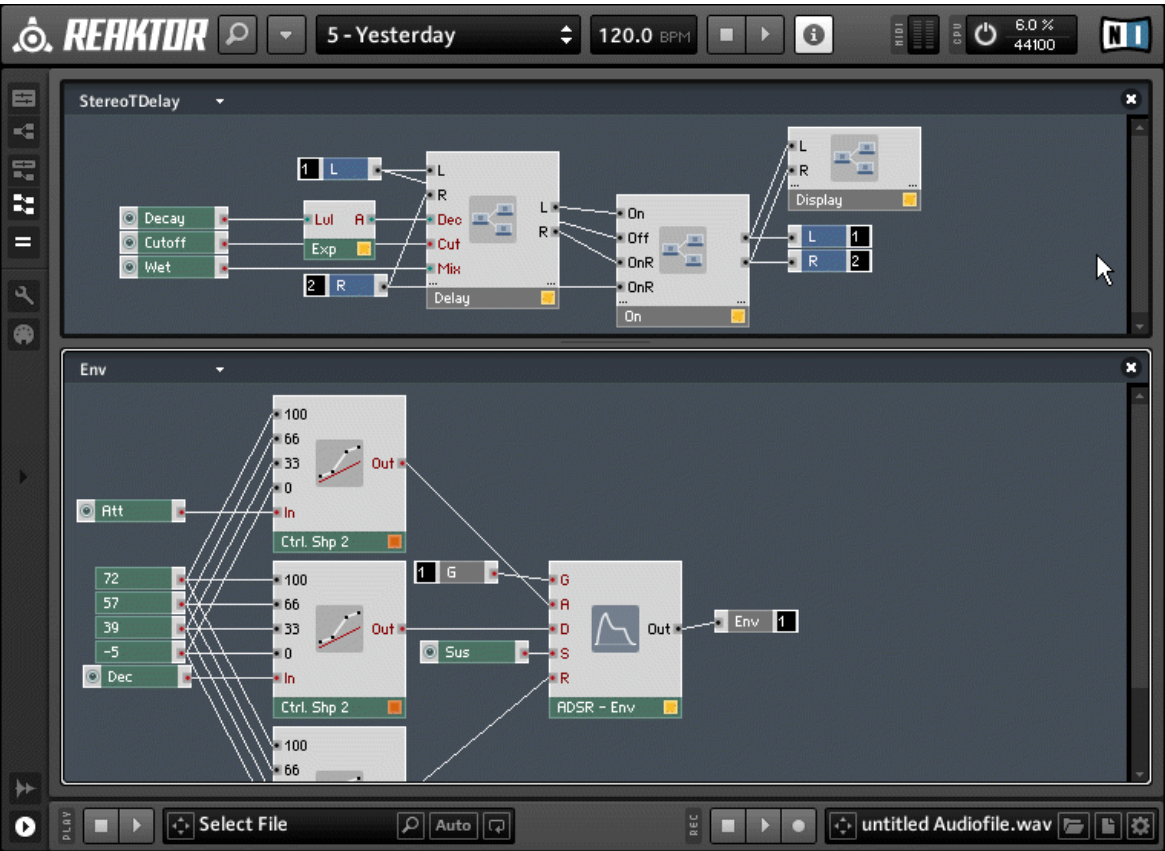 REAKTOR
5 - Yesterday
120.0 BPM
i
MIDI
CPU
6.0 %
44100
NI
StereoTDelay
1 L
Decay
Cutoff
Wet
Lvl A
Exp
2 R
L
R
Dec
Cut
Mix
L
R
...
Delay
On
Off
OnR
OnR
... ...
On
L
R
... ...
Display
L 1
R 2
Env
100
66
33
0
In
Out
Ctrl. Shp 2
Att
72
57
39
-5
Dec
100
66
33
0
In
Out
Ctrl. Shp 2
100
66
1 G
Sus
G
A
D
S
R
Out
ADSR - Env
Env 1
PLAY
Select File
Auto
REC
untitled Audiofile.wav